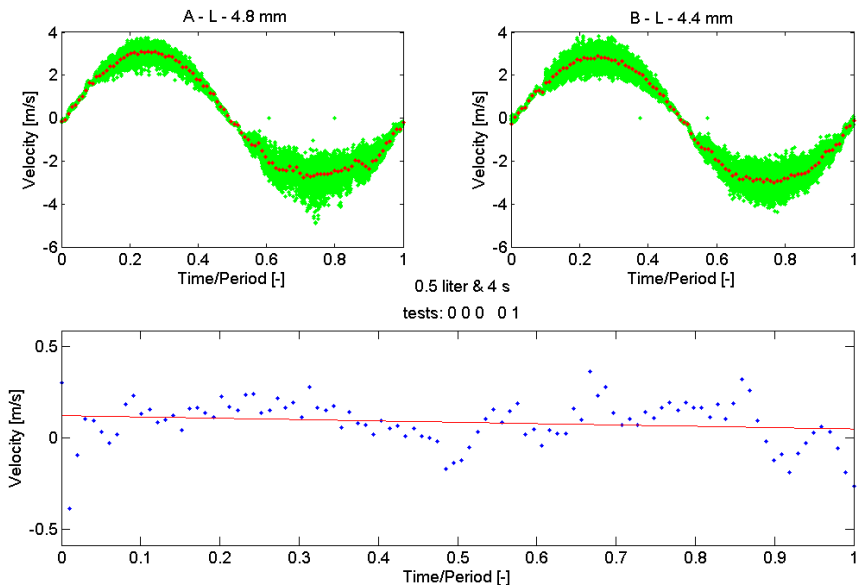 A - L - 4.8 mm
Velocity [m/s]
4
2
0
-2
-4
-6
0 0.2 0.4 0.6 0.8 1
Time/Period [-]
B - L - 4.4 mm
Velocity [m/s]
4
2
0
-2
-4
-6
0 0.2 0.4 0.6 0.8 1
Time/Period [-]
0.5 liter & 4 s
tests: 0 0 0 0 1
Velocity [m/s]
0.5
0
-0.5
0 0.1 0.2 0.3 0.4 0.5 0.6 0.7 0.8 0.9 1
Time/Period [-]